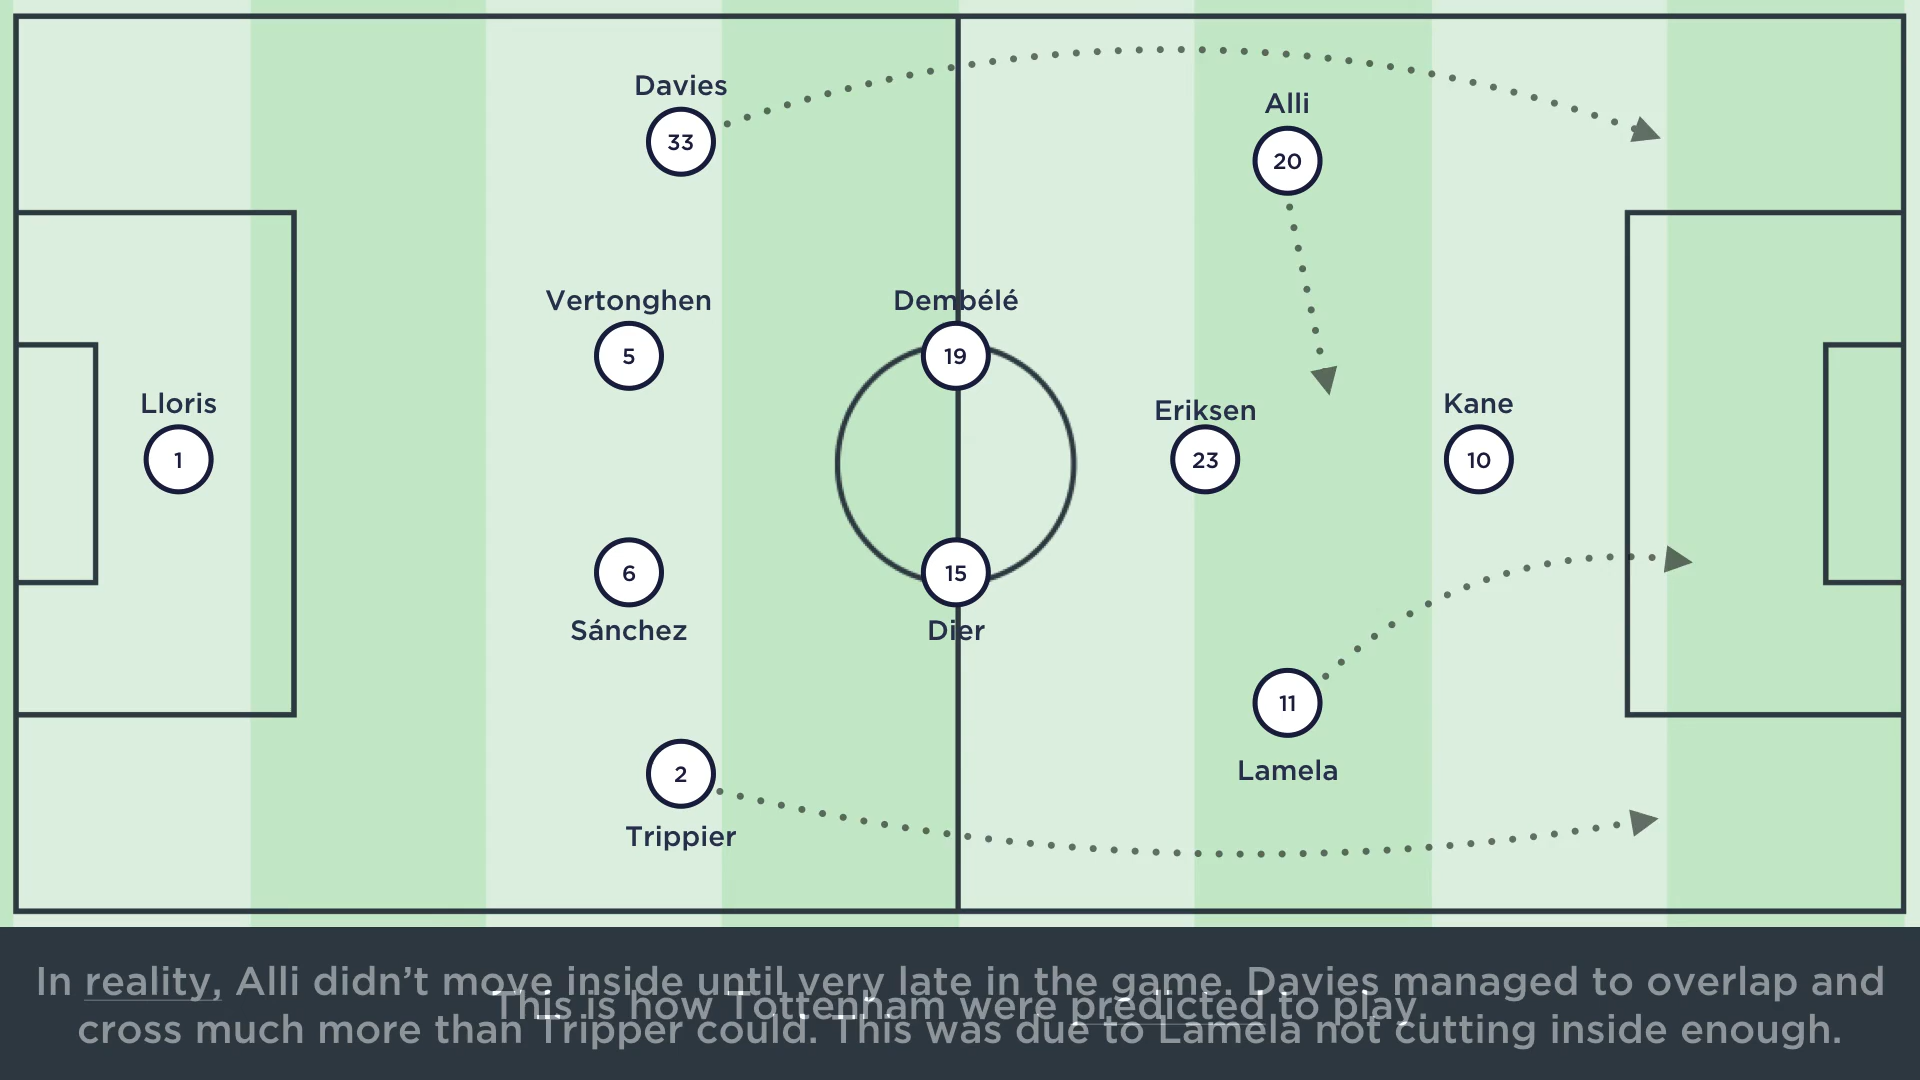 Davies
33
Alli
20
Vertonghen
5
Dembélé
19
Lloris
1
Eriksen
23
Kane
10
6
Sánchez
15
Dier
11
Lamela
2
Trippier
In reality, Alli didn’t move inside until very late in the game. Davies managed to overlap and
This is how Tottenham were predicted to play.
cross much more than Tripper could. This was due to Lamela not cutting inside enough.